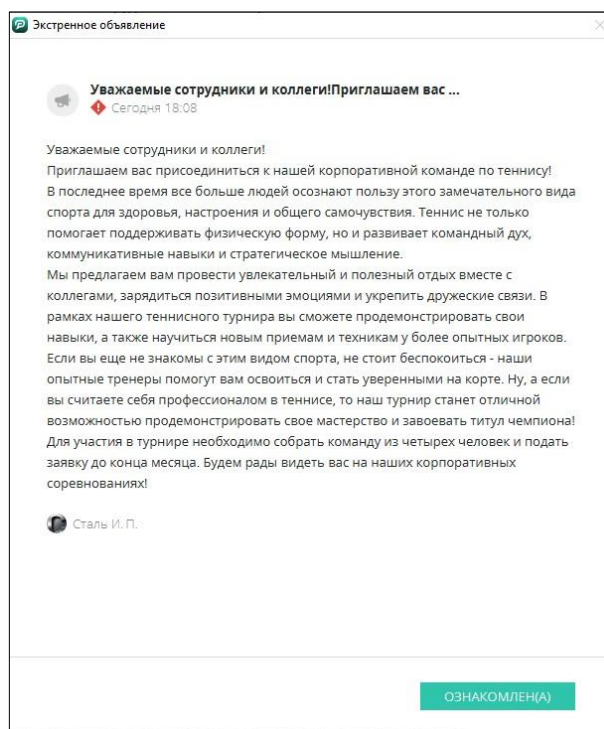 Экстренное объявление
Уважаемые сотрудники и коллеги!Приглашаем вас ...
Сегодня 18:08
Уважаемые сотрудники и коллеги!
Приглашаем вас присоединиться к нашей корпоративной команде по теннису!
В последнее время все больше людей осознают пользу этого замечательного вида
спорта для здоровья, настроения и общего самочувствия. Теннис не только
помогает поддерживать физическую форму, но и развивает командный дух,
коммуникативные навыки и стратегическое мышление.
Мы предлагаем вам провести увлекательный и полезный отдых вместе с
коллегами, зарядиться позитивными эмоциями и укрепить дружеские связи. В
рамках нашего теннисного турнира вы сможете продемонстрировать свои
навыки, а также научиться новым приемам и техникам у более опытных игроков.
Если вы еще не знакомы с этим видом спорта, не стоит беспокоиться - наши
опытные тренеры помогут вам освоиться и стать уверенными на корте. Ну, а если
вы считаете себя профессионалом в теннисе, то наш турнир станет отличной
возможностью продемонстрировать свое мастерство и завоевать титул чемпиона!
Для участия в турнире необходимо собрать команду из четырех человек и подать
заявку до конца месяца. Будем рады видеть вас на наших корпоративных
соревнованиях!
Сталь И. П.
ОЗНАКОМЛЕН(А)